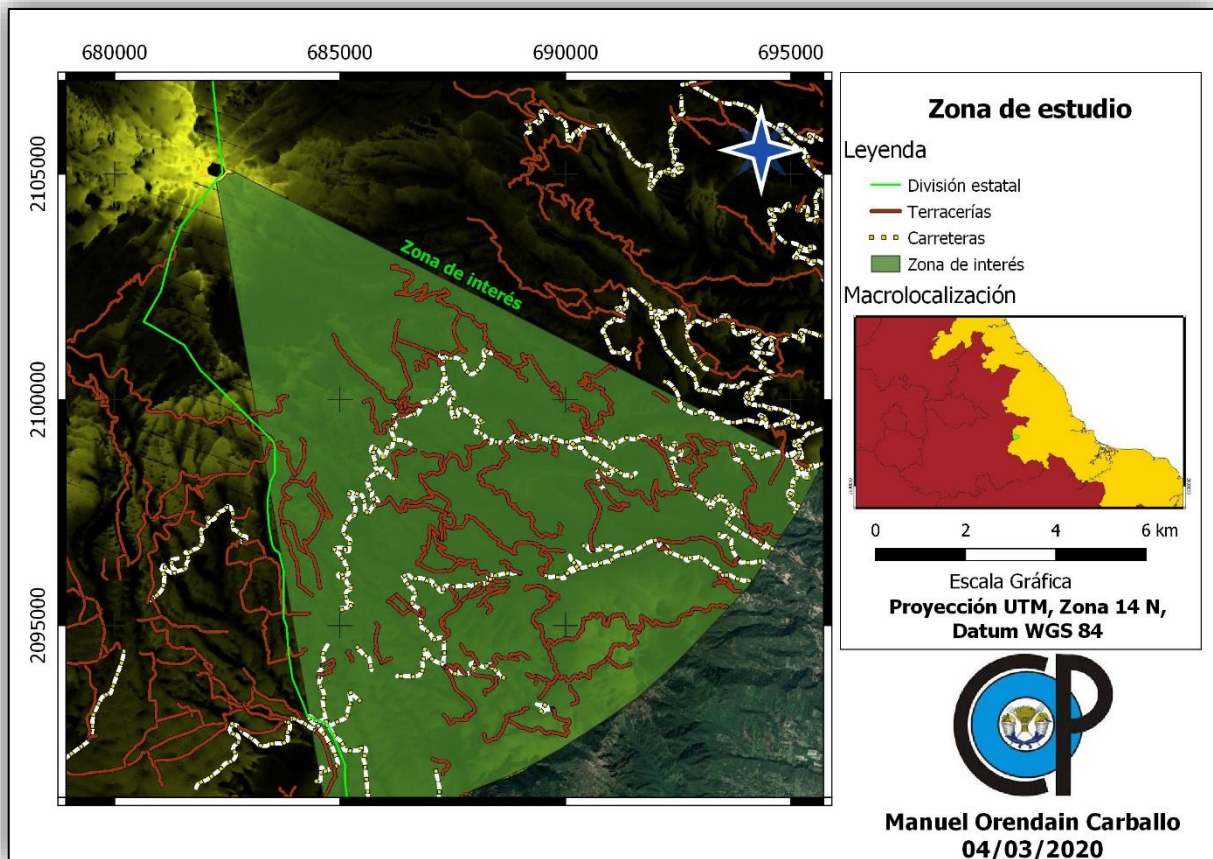 680000 685000 690000 695000
2105000
2100000
2095000
Zona de interés
Zona de estudio
Leyenda
División estatal
Terracerías
Carreteras
Zona de interés
Macrolocalización
0 2 4 6 km
Escala Gráfica
Proyección UTM, Zona 14 N,
Datum WGS 84
CP
Manuel Orendain Carballo
04/03/2020